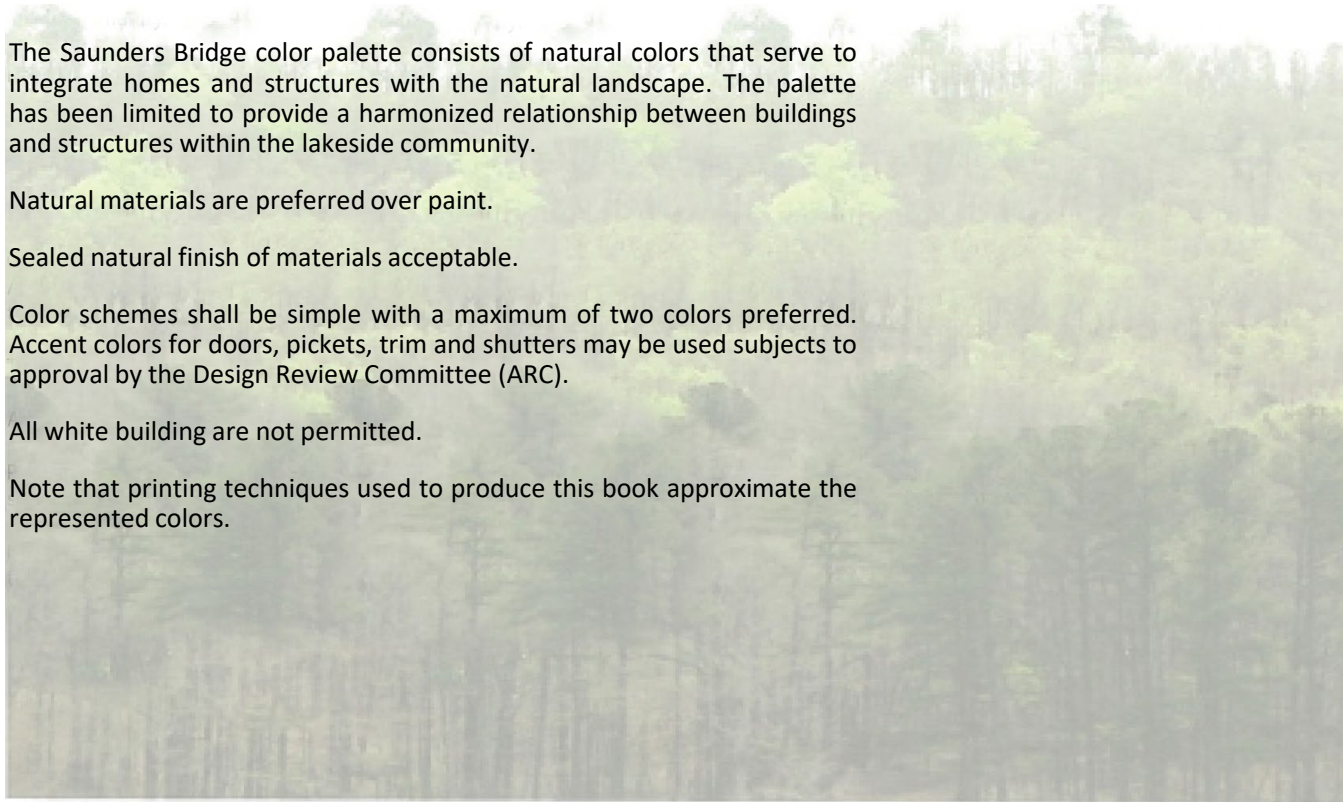 The Saunders Bridge color palette consists of natural colors that serve to
integrate homes and structures with the natural landscape. The palette
has been limited to provide a harmonized relationship between buildings
and structures within the lakeside community.
Natural materials are preferred over paint.
Sealed natural finish of materials acceptable.
Color schemes shall be simple with a maximum of two colors preferred.
Accent colors for doors, pickets, trim and shutters may be used subjects to
approval by the Design Review Committee (ARC).
All white building are not permitted.
Note that printing techniques used to produce this book approximate the
represented colors.